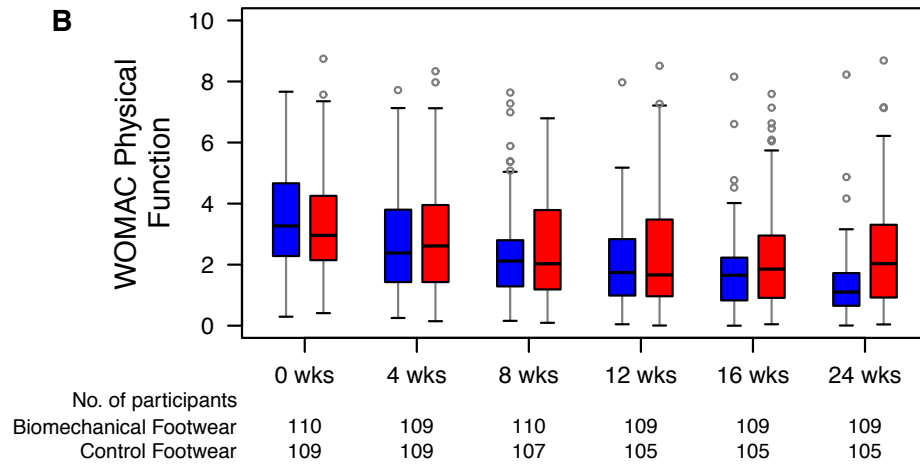 B
WOMAC Physical
Function
10
8
6
4
2
0
0 wks 4 wks 8 wks 12 wks 16 wks 24 wks
No. of participants
Biomechanical Footwear 110 109 110 109 109 109
Control Footwear 109 109 107 105 105 105